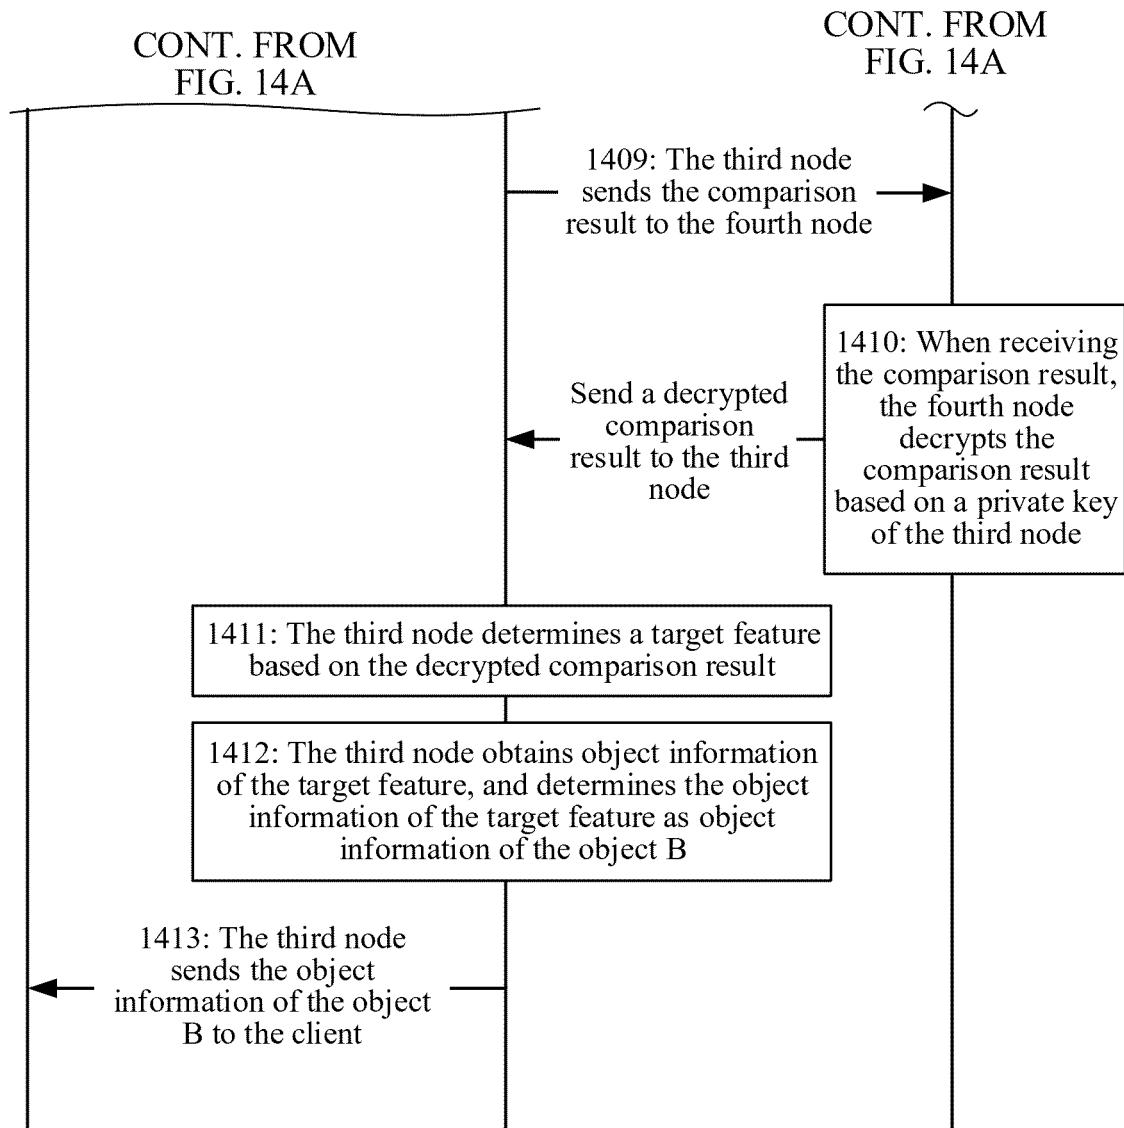 CONT. FROM
FIG. 14A
CONT. FROM
FIG. 14A
1409: The third node
sends the comparison
result to the fourth node
1410: When receiving
the comparison result,
the fourth node
decrypts the
comparison result
based on a private key
of the third node
Send a decrypted
comparison
result to the third
node
1411: The third node determines a target feature
based on the decrypted comparison result
1412: The third node obtains object information
of the target feature, and determines the object
information of the target feature as object
information of the object B
1413: The third node
sends the object
information of the object
B to the client